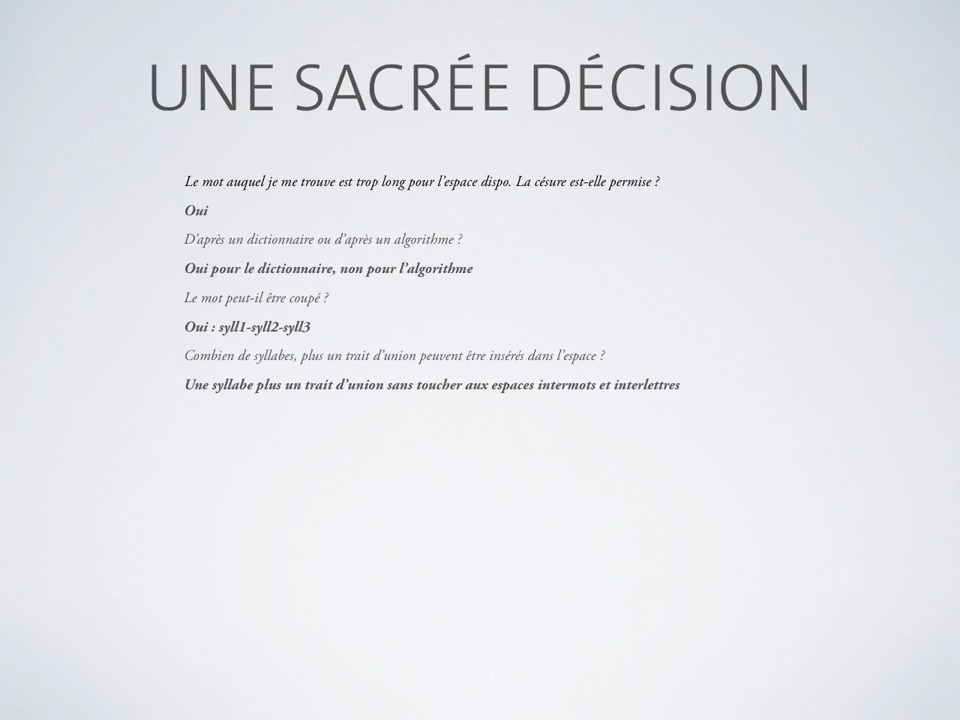 UNE SACRÉE DÉCISION
Le mot auquel je me trouve est trop long pour l’espace dispo. La césure est-elle permise ?
Oui
D’après un dictionnaire ou d’après un algorithme ?
Oui pour le dictionnaire, non pour l’algorithme
Le mot peut-il être coupé ?
Oui : syll1-syll2-syll3
Combien de syllabes, plus un trait d’union peuvent être insérés dans l’espace ?
Une syllabe plus un trait d’union sans toucher aux espaces intermots et interlettres